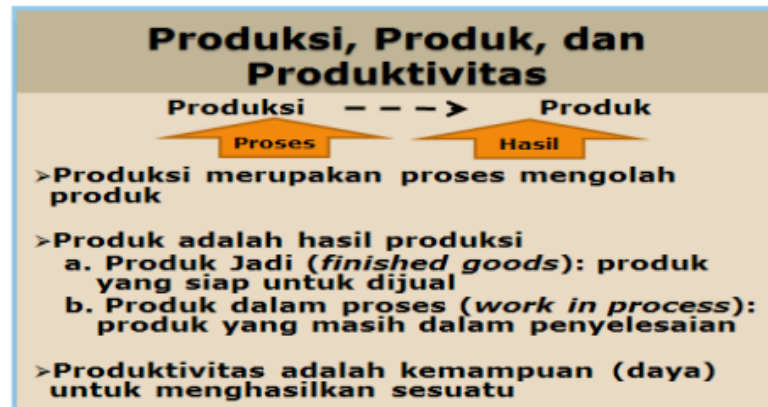 Produksi, Produk, dan
Produktivitas
Produksi - - - -> Produk
Proses Hasil
➢Produksi merupakan proses mengolah
produk
➢Produk adalah hasil produksi
a. Produk Jadi (finished goods): produk
yang siap untuk dijual
b. Produk dalam proses (work in process):
produk yang masih dalam penyelesaian
➢Produktivitas adalah kemampuan (daya)
untuk menghasilkan sesuatu